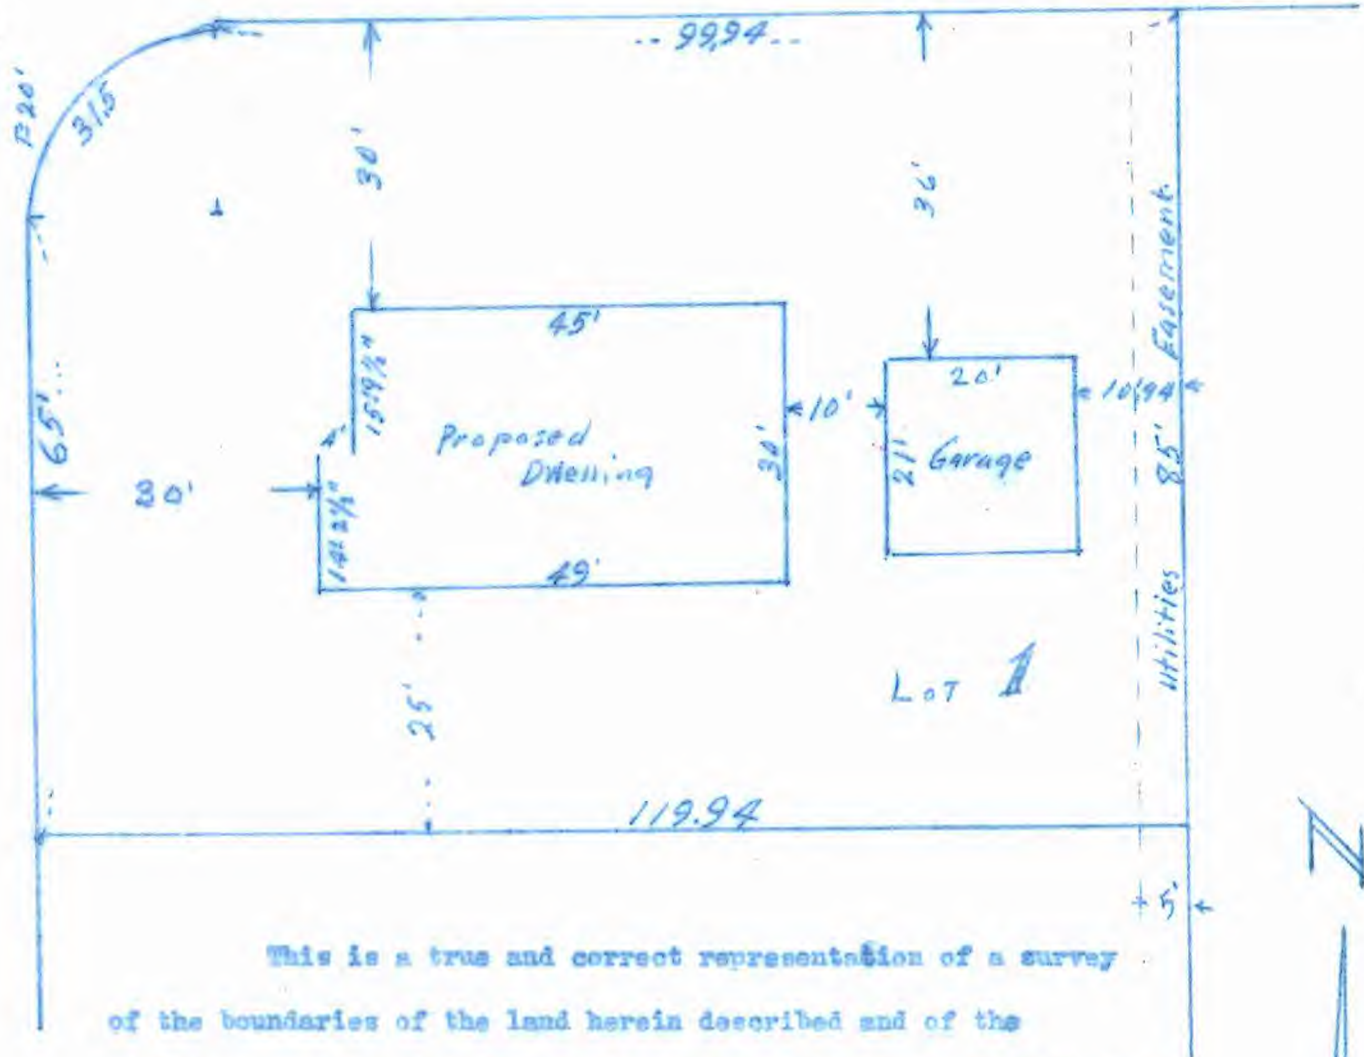 99.94
R=20'
31.5
30'
36'
45'
15'9½"
4'
Proposed
Dwelling
30'
10'
20'
10.94
21' Garage
65'
30'
14'2½"
49'
Utilities 85' Easement
25'
LOT 1
119.94
5'
N
This is a true and correct representation of a survey
of the boundaries of the land herein described and of the